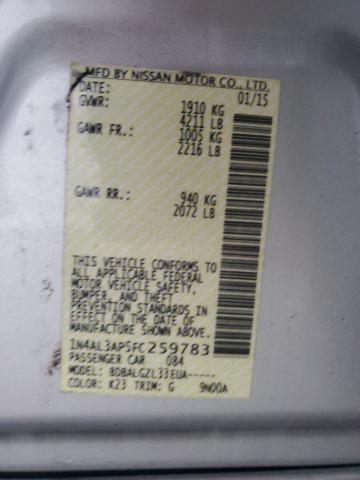 MFD BY NISSAN MOTOR CO., LTD.
DATE: 01/15
GVWR: 1910 KG
4211 LB
GAWR FR.: 1005 KG
2216 LB
GAWR RR.: 940 KG
2072 LB
THIS VEHICLE CONFORMS TO
ALL APPLICABLE FEDERAL
MOTOR VEHICLE SAFETY,
BUMPER, AND THEFT
PREVENTION STANDARDS IN
EFFECT ON THE DATE OF
MANUFACTURE SHOWN ABOVE.
1N4AL3AP5FC259783
PASSENGER CAR 084
MODEL: BDBALGZL33EUA-----
COLOR: K23 TRIM: G 9N00A